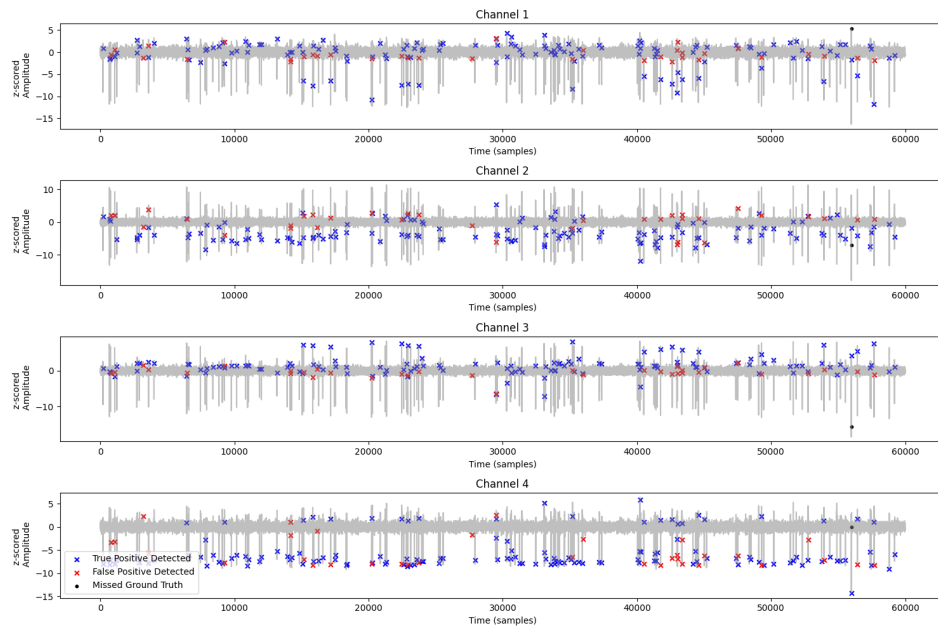 Channel 1
5
0
−5
−10
−15
z-scored
Amplitude
0 10000 20000 30000 40000 50000 60000
Time (samples)
Channel 2
10
0
−10
z-scored
Amplitude
0 10000 20000 30000 40000 50000 60000
Time (samples)
Channel 3
0
−10
z-scored
Amplitude
0 10000 20000 30000 40000 50000 60000
Time (samples)
Channel 4
5
0
−5
−10
−15
z-scored
Amplitude
True Positive Detected
False Positive Detected
Missed Ground Truth
0 10000 20000 30000 40000 50000 60000
Time (samples)